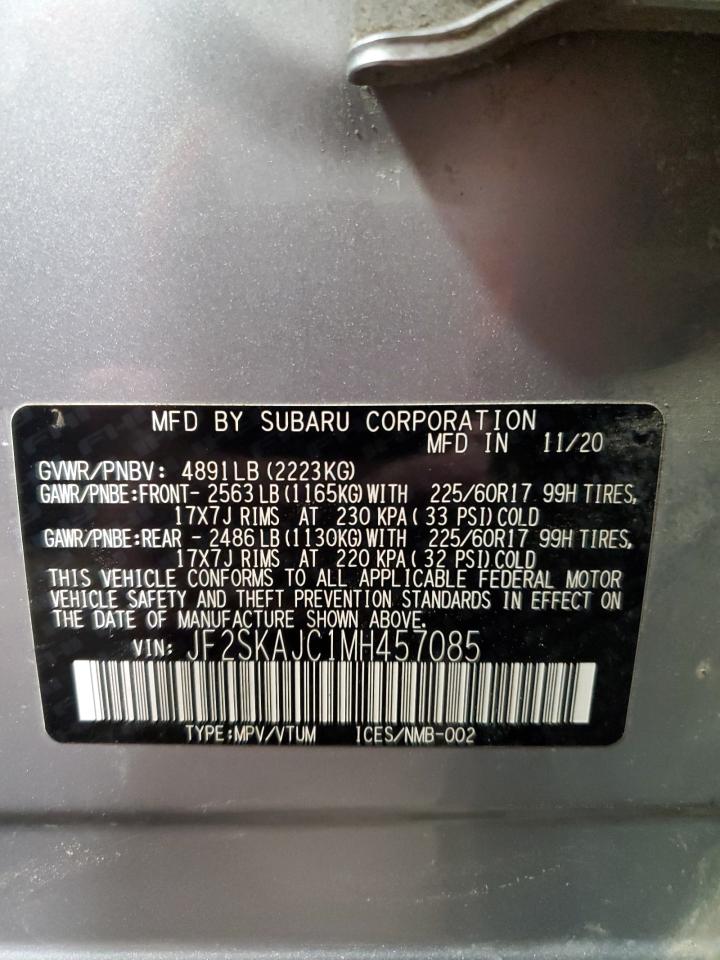 MFD BY SUBARU CORPORATION
MFD IN 11/20
GVWR/PNBV: 4891LB(2223KG)
GAWR/PNBE:FRONT- 2563LB(1165KG)WITH 225/60R17 99H TIRES,
17X7J RIMS AT 230 KPA(33 PSI)COLD
GAWR/PNBE:REAR - 2486LB(1130KG)WITH 225/60R17 99H TIRES,
17X7J RIMS AT 220 KPA(32 PSI)COLD
THIS VEHICLE CONFORMS TO ALL APPLICABLE FEDERAL MOTOR
VEHICLE SAFETY AND THEFT PREVENTION STANDARDS IN EFFECT ON
THE DATE OF MANUFACTURE SHOWN ABOVE.
VIN: JF2SKAJC1MH457085
TYPE:MPV/VTUM ICES/NMB-002